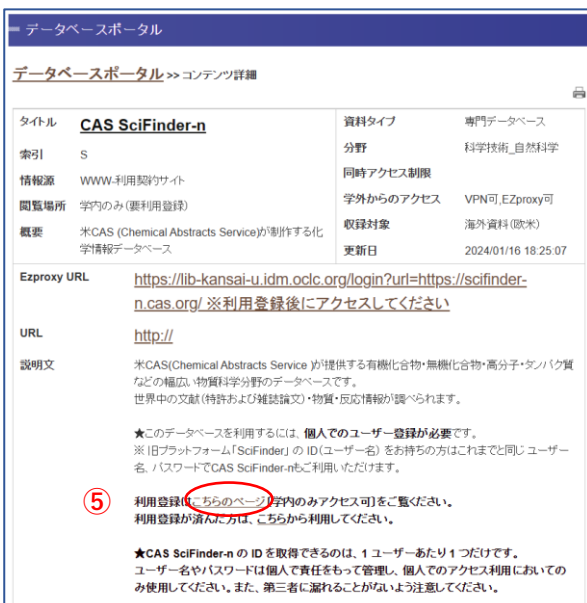 データベースポータル
データベースポータル >> コンテンツ詳細
タイトル CAS SciFinder-n
索引 S
情報源 WWW-利用契約サイト
閲覧場所 学内のみ(要利用登録)
概要 米CAS (Chemical Abstracts Service)が制作する化
学情報データベース
資料タイプ 専門データベース
分野 科学技術_自然科学
同時アクセス制限
学外からのアクセス VPN可,EZproxy可
収録対象 海外資料(欧米)
更新日 2024/01/16 18:25:07
Ezproxy URL https://lib-kansai-u.idm.oclc.org/login?url=https://scifinder-
n.cas.org/ ※利用登録後にアクセスしてください
URL http://
説明文 米CAS(Chemical Abstracts Service )が提供する有機化合物・無機化合物・高分子・タンパク質
などの幅広い物質科学分野のデータベースです。
世界中の文献(特許および雑誌論文)・物質・反応情報が調べられます。
★このデータベースを利用するには、個人でのユーザー登録が必要です。
※旧プラットフォーム「SciFinder」の ID(ユーザー名) をお持ちの方はこれまでと同じ ユーザー
名、パスワードでCAS SciFinder-nもご利用いただけます。
⑤ 利用登録はこちらのページ[学内のみアクセス可]をご覧ください。
利用登録が済んだ方は、こちらから利用してください。
★CAS SciFinder-n の ID を取得できるのは、1 ユーザーあたり 1 つだけです。
ユーザー名やパスワードは個人で責任をもって管理し、個人でのアクセス利用においての
み使用してください。また、第三者に漏れることがないよう注意してください。